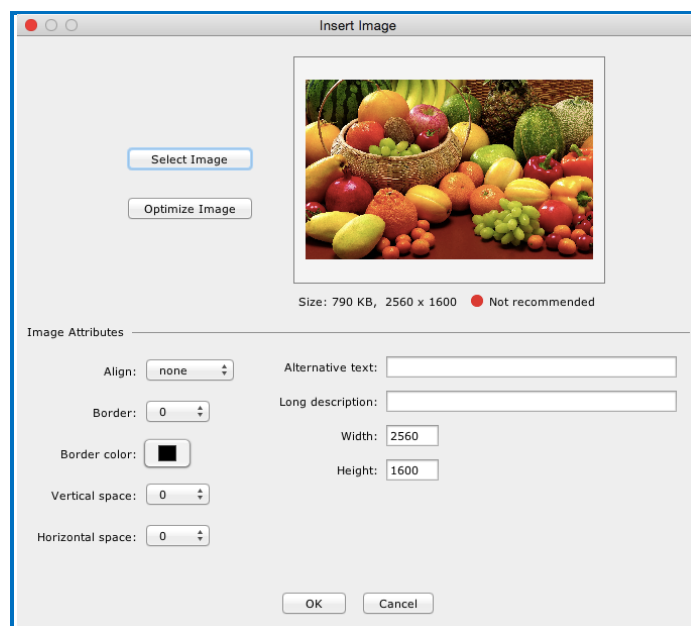 Insert Image
Select Image
Optimize Image
Size: 790 KB, 2560 x 1600 Not recommended
Image Attributes
Align: none
Alternative text:
Long description:
Border: 0
Width: 2560
Border color:
Height: 1600
Vertical space: 0
Horizontal space: 0
OK Cancel